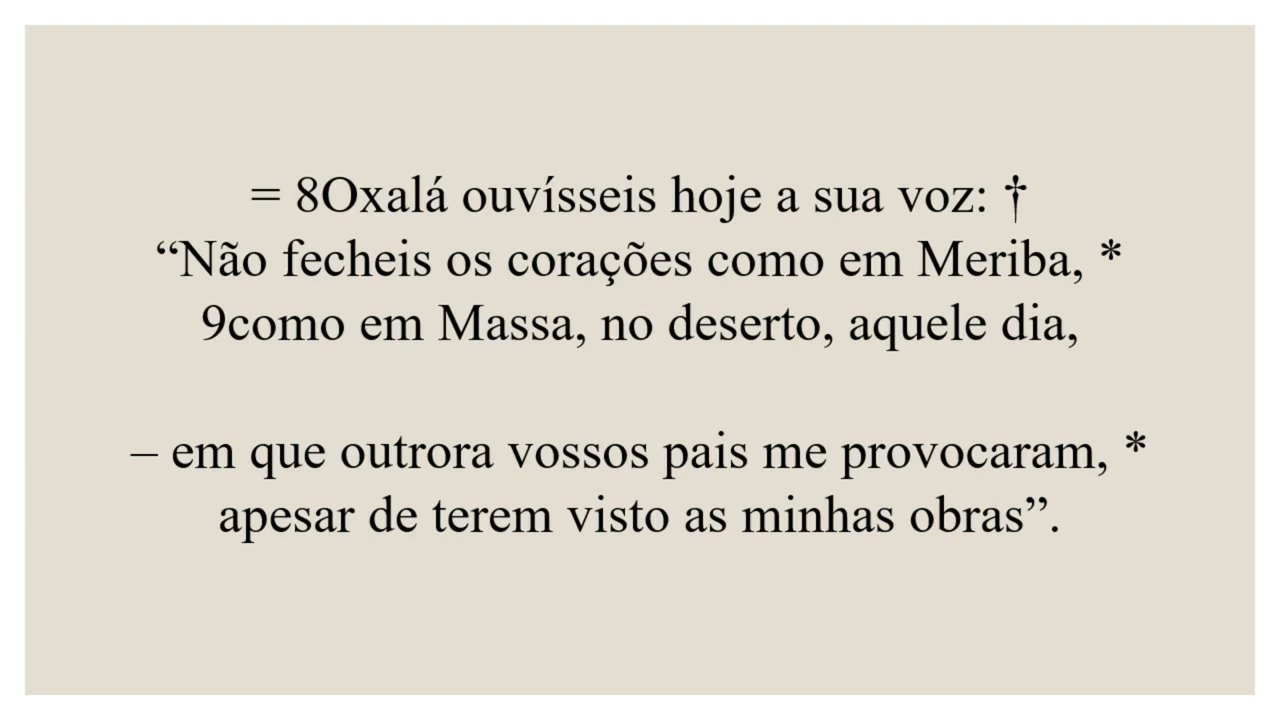 = 8Oxalá ouvísseis hoje a sua voz: †
“Não fecheis os corações como em Meriba, *
9como em Massa, no deserto, aquele dia,
– em que outrora vossos pais me provocaram, *
apesar de terem visto as minhas obras”.